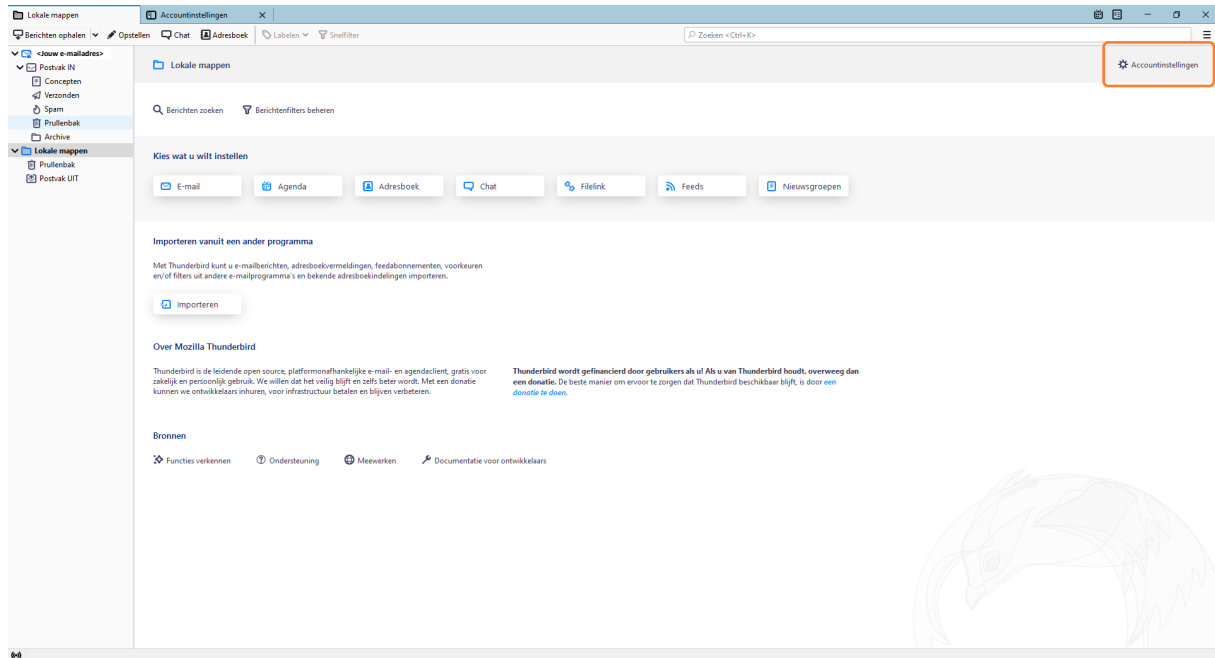 Lokale mappen
Accountinstellingen
Berichten ophalen
Opstellen
Chat
Adresboek
Labelen
Snelfilter
Zoeken <Ctrl+K>
<Jouw e-mailadres>
Postvak IN
Concepten
Verzonden
Spam
Prullenbak
Archive
Lokale mappen
Prullenbak
Postvak UIT
Lokale mappen
Accountinstellingen
Berichten zoeken
Berichtenfilters beheren
Kies wat u wilt instellen
E-mail
Agenda
Adresboek
Chat
Filelink
Feeds
Nieuwsgroepen
Importeren vanuit een ander programma
Met Thunderbird kunt u e-mailberichten, adresboekvermeldingen, feedabonnementen, voorkeuren
en/of filters uit andere e-mailprogramma's en bekende adresboekindelingen importeren.
Importeren
Over Mozilla Thunderbird
Thunderbird is de leidende open source, platformonafhankelijke e-mail- en agendaclient, gratis voor
zakelijk en persoonlijk gebruik. We willen dat het veilig blijft en zelfs beter wordt. Met een donatie
kunnen we ontwikkelaars inhuren, voor infrastructuur betalen en blijven verbeteren.
Thunderbird wordt gefinancierd door gebruikers als u! Als u van Thunderbird houdt, overweeg dan
een donatie. De beste manier om ervoor te zorgen dat Thunderbird beschikbaar blijft, is door een
donatie te doen.
Bronnen
Functies verkennen
Ondersteuning
Meewerken
Documentatie voor ontwikkelaars